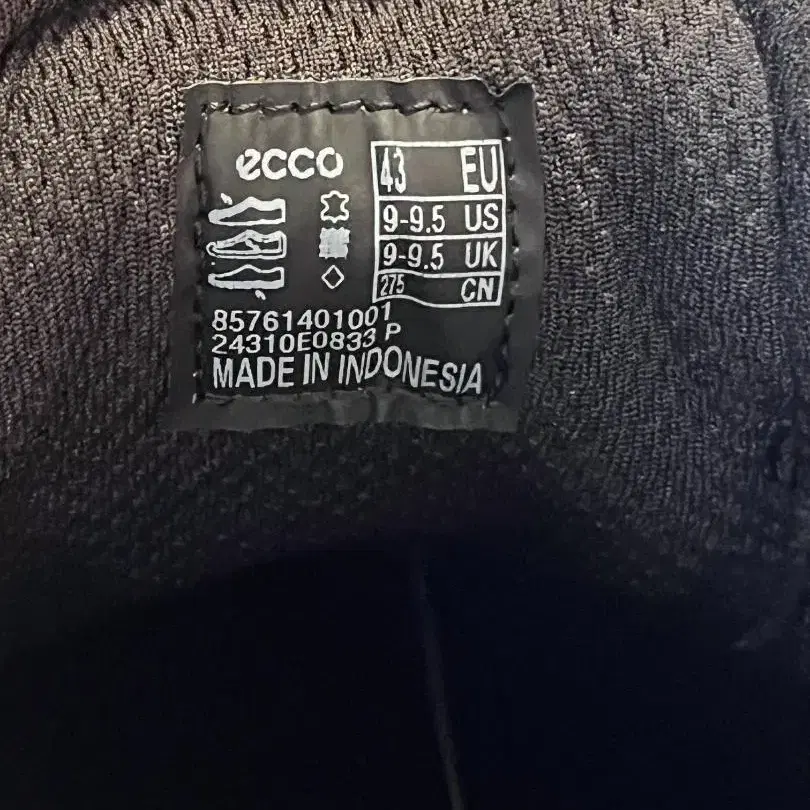 ecco
43 EU
9-9.5 US
9-9.5 UK
275 CN
85761401001
24310E0833 P
MADE IN INDONESIA